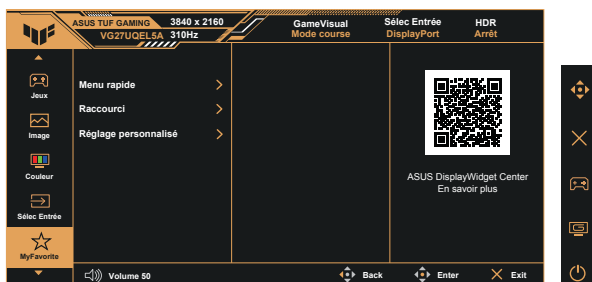 ASUS TUF GAMING 3840 x 2160
VG27UQEL5A 310Hz
GameVisual
Mode course
Sélec Entrée
DisplayPort
HDR
Arrêt
Jeux
Image
Couleur
Sélec Entrée
MyFavorite
Menu rapide
Raccourci
Réglage personnalisé
ASUS DisplayWidget Center
En savoir plus
Volume 50
Back
Enter
Exit